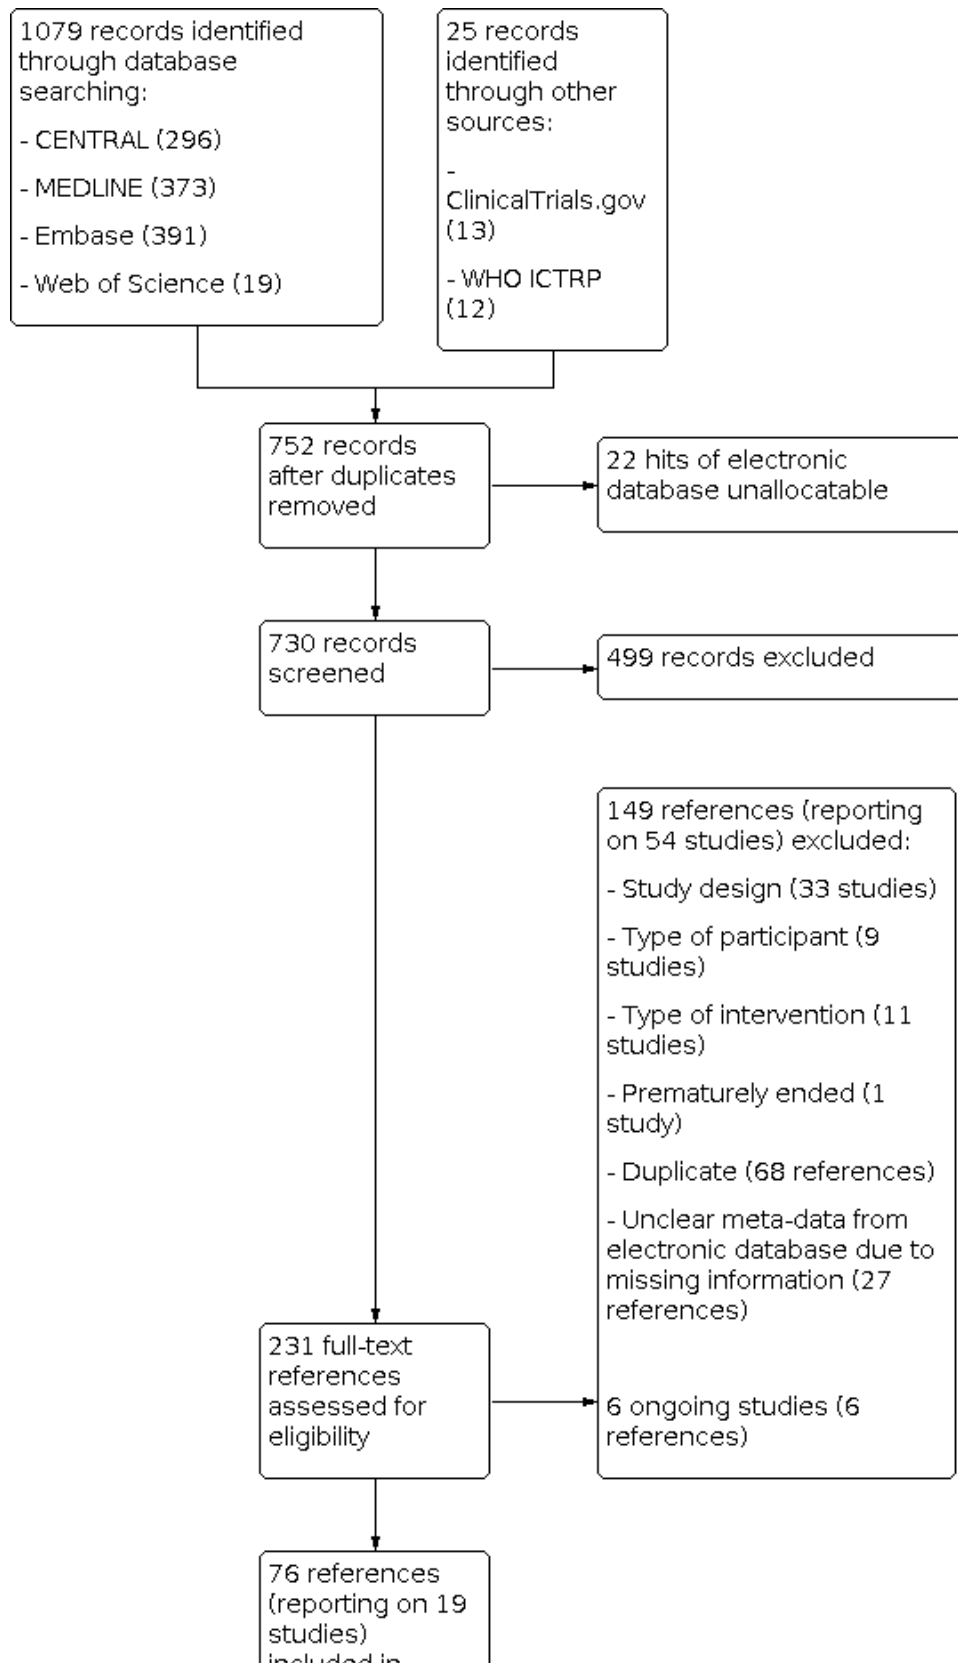 1079 records identified
through database
searching:
- CENTRAL (296)
- MEDLINE (373)
- Embase (391)
- Web of Science (19)
25 records
identified
through other
sources:
-
ClinicalTrials.gov
(13)
- WHO ICTRP
(12)
752 records
after duplicates
removed
22 hits of electronic
database unallocatable
730 records
screened
499 records excluded
149 references (reporting
on 54 studies) excluded:
- Study design (33 studies)
- Type of participant (9
studies)
- Type of intervention (11
studies)
- Prematurely ended (1
study)
- Duplicate (68 references)
- Unclear meta-data from
electronic database due to
missing information (27
references)
6 ongoing studies (6
references)
231 full-text
references
assessed for
eligibility
76 references
(reporting on 19
studies)
included in